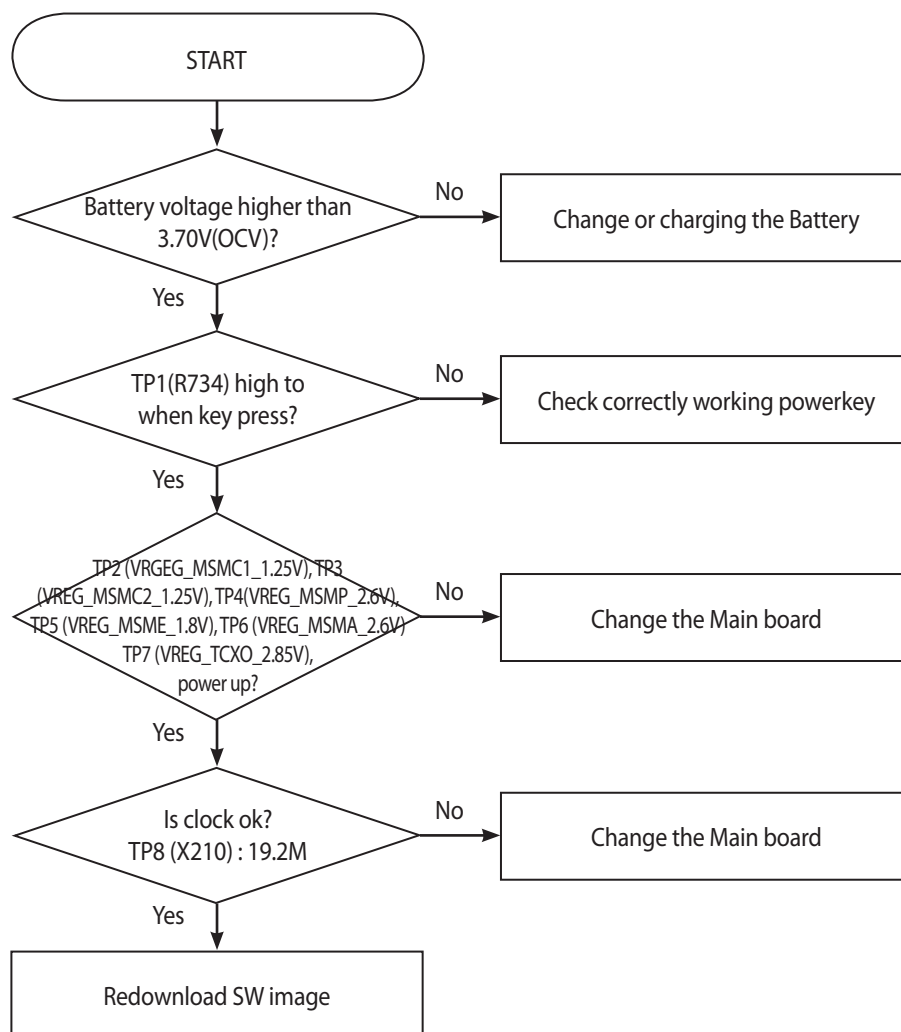 START
Battery voltage higher than
3.70V(OCV)?
No
Change or charging the Battery
Yes
TP1(R734) high to
when key press?
No
Check correctly working powerkey
Yes
TP2 (VRGEG_MSMC1_1.25V), TP3
(VREG_MSMC2_1.25V), TP4(VREG_MSMP_2.6V),
TP5 (VREG_MSME_1.8V), TP6 (VREG_MSMA_2.6V)
TP7 (VREG_TCXO_2.85V),
power up?
No
Change the Main board
Yes
Is clock ok?
TP8 (X210) : 19.2M
No
Change the Main board
Yes
Redownload SW image